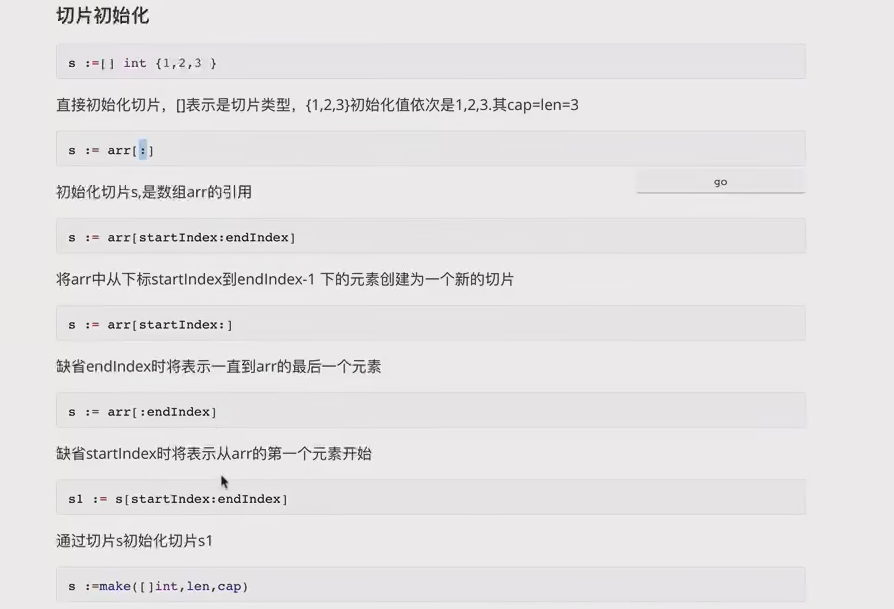 切片初始化
s :=[] int {1,2,3 }
直接初始化切片，[]表示是切片类型，{1,2,3}初始化值依次是1,2,3.其cap=len=3
s := arr[:]
go
初始化切片s,是数组arr的引用
s := arr[startIndex:endIndex]
将arr中从下标startIndex到endIndex-1 下的元素创建为一个新的切片
s := arr[startIndex:]
缺省endIndex时将表示一直到arr的最后一个元素
s := arr[:endIndex]
缺省startIndex时将表示从arr的第一个元素开始
s1 := s[startIndex:endIndex]
通过切片s初始化切片s1
s :=make([]int,len,cap)